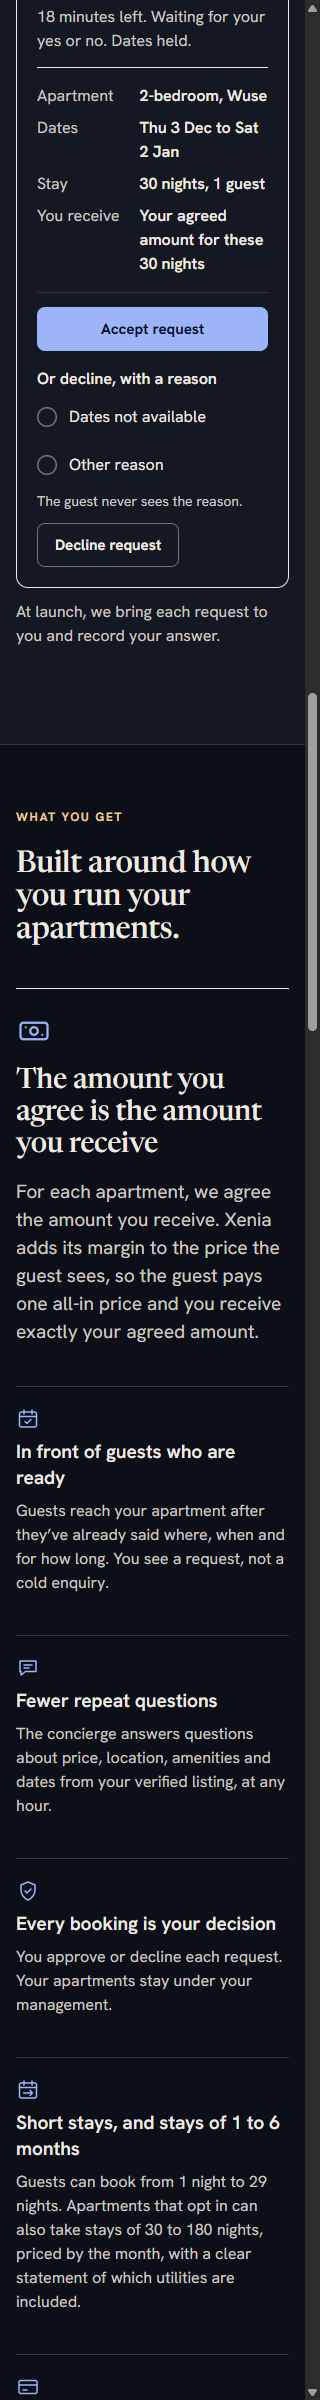 18 minutes left. Waiting for your
yes or no. Dates held.
Apartment 2-bedroom, Wuse
Dates Thu 3 Dec to Sat
2 Jan
Stay 30 nights, 1 guest
You receive Your agreed
amount for these
30 nights
Accept request
Or decline, with a reason
Dates not available
Other reason
The guest never sees the reason.
Decline request
At launch, we bring each request to
you and record your answer.
WHAT YOU GET
Built around how
you run your
apartments.
The amount you
agree is the amount
you receive
For each apartment, we agree
the amount you receive. Xenia
adds its margin to the price the
guest sees, so the guest pays
one all-in price and you receive
exactly your agreed amount.
In front of guests who are
ready
Guests reach your apartment after
they’ve already said where, when and
for how long. You see a request, not a
cold enquiry.
Fewer repeat questions
The concierge answers questions
about price, location, amenities and
dates from your verified listing, at any
hour.
Every booking is your decision
You approve or decline each request.
Your apartments stay under your
management.
Short stays, and stays of 1 to 6
months
Guests can book from 1 night to 29
nights. Apartments that opt in can
also take stays of 30 to 180 nights,
priced by the month, with a clear
statement of which utilities are
included.